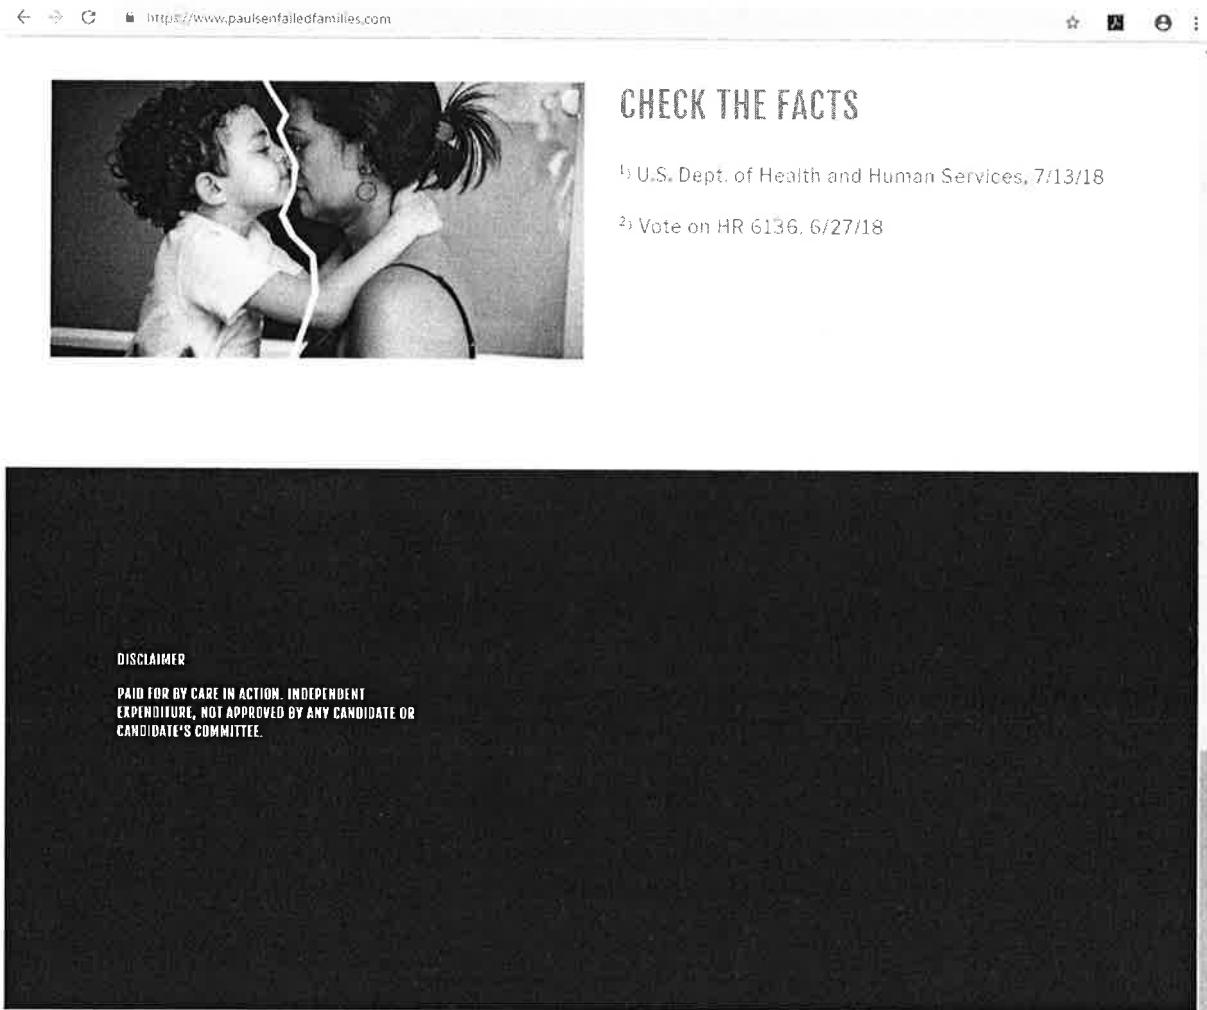 https://www.paulsenfailedfamilies.com
CHECK THE FACTS
1) U.S. Dept. of Health and Human Services, 7/13/18
2) Vote on HR 6136, 6/27/18
DISCLAIMER
PAID FOR BY CARE IN ACTION. INDEPENDENT
EXPENDITURE, NOT APPROVED BY ANY CANDIDATE OR
CANDIDATE'S COMMITTEE.